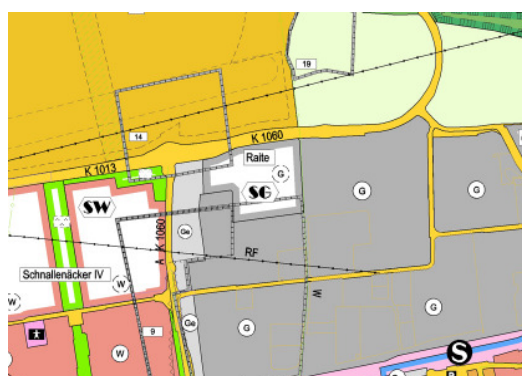 19
14
K 1060
K 1013
Raite
G
SG
G
G
SW
K 1060
Ge
A
RF
Schnallenäcker IV
W
W
W
G
Ge
G
9
W
S